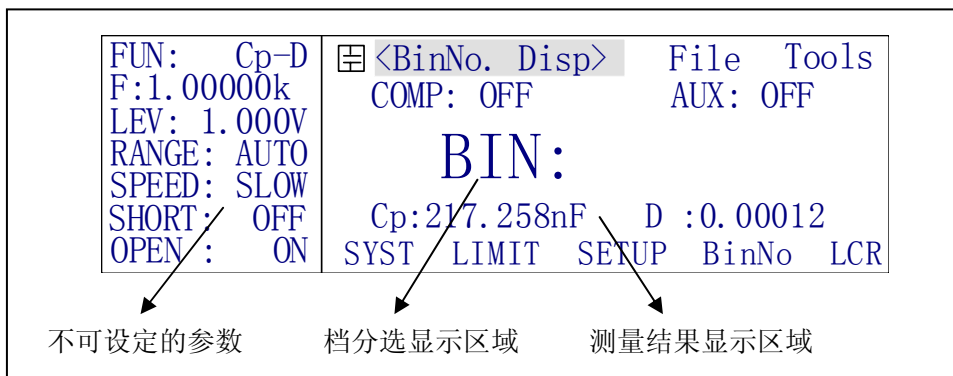 FUN: Cp-D
F:1.00000k
LEV: 1.000V
RANGE: AUTO
SPEED: SLOW
SHORT: OFF
OPEN : ON
<BinNo. Disp> File Tools
COMP: OFF AUX: OFF
BIN:
Cp:217.258nF D :0.00012
SYST LIMIT SETUP BinNo LCR
不可设定的参数 档分选显示区域 测量结果显示区域